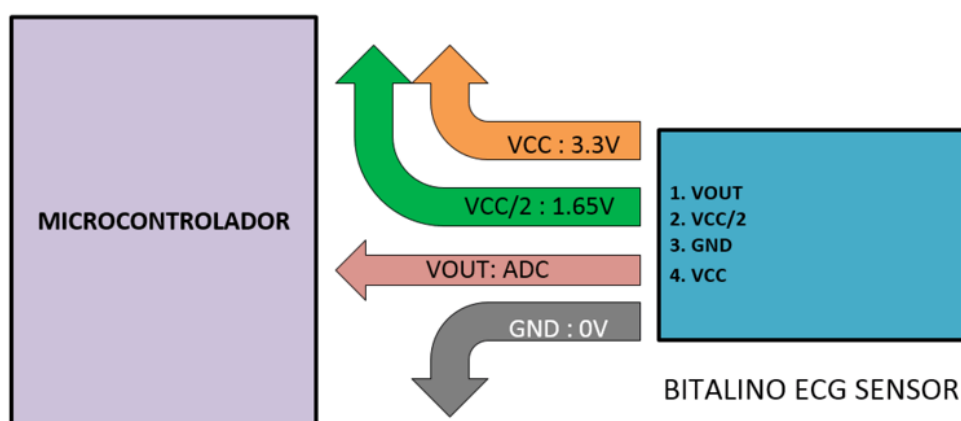 MICROCONTROLADOR
VCC : 3.3V
VCC/2 : 1.65V
VOUT: ADC
GND : 0V
1. VOUT
2. VCC/2
3. GND
4. VCC
BITALINO ECG SENSOR